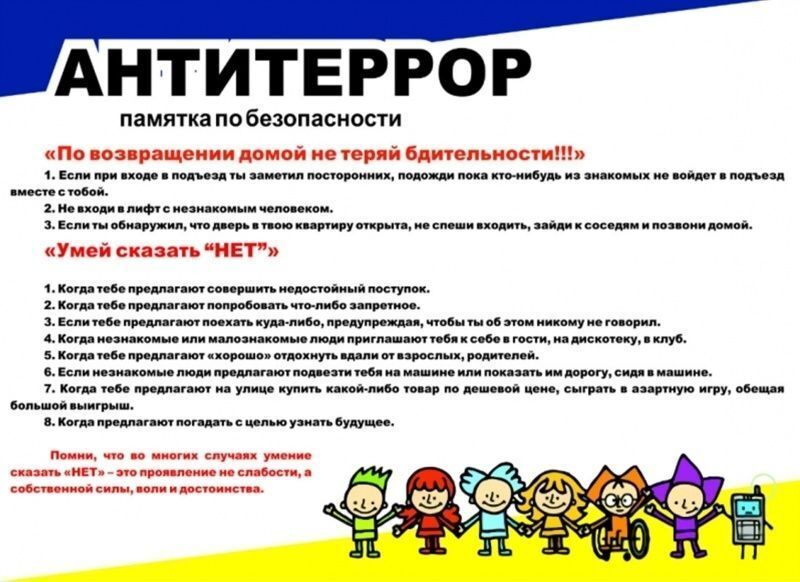 АНТИТЕРРОР
памятка по безопасности
«По возвращении домой не теряй бдительности!!!»
1. Если при входе в подъезд ты заметил посторонних, подожди пока кто-нибудь из знакомых не войдет в подъезд
вместе с тобой.
2. Не входи в лифт с незнакомым человеком.
3. Если ты обнаружил, что дверь в твою квартиру открыта, не спеши входить, зайди к соседям и позвони домой.
«Умей сказать “НЕТ”»
1. Когда тебе предлагают совершить недостойный поступок.
2. Когда тебе предлагают попробовать что-либо запретное.
3. Если тебе предлагают поехать куда-либо, предупреждая, чтобы ты об этом никому не говорил.
4. Когда незнакомые или малознакомые люди приглашают тебя к себе в гости, на дискотеку, в клуб.
5. Когда тебе предлагают «хорошо» отдохнуть вдали от взрослых, родителей.
6. Если незнакомые люди предлагают подвезти тебя на машине или показать им дорогу, сидя в машине.
7. Когда тебе предлагают на улице купить какой-либо товар по дешевой цене, сыграть в азартную игру, обещая
большой выигрыш.
8. Когда предлагают погадать с целью узнать будущее.
Помни, что во многих случаях умение
сказать «НЕТ» – это проявление не слабости, а
собственной силы, воли и достоинства.